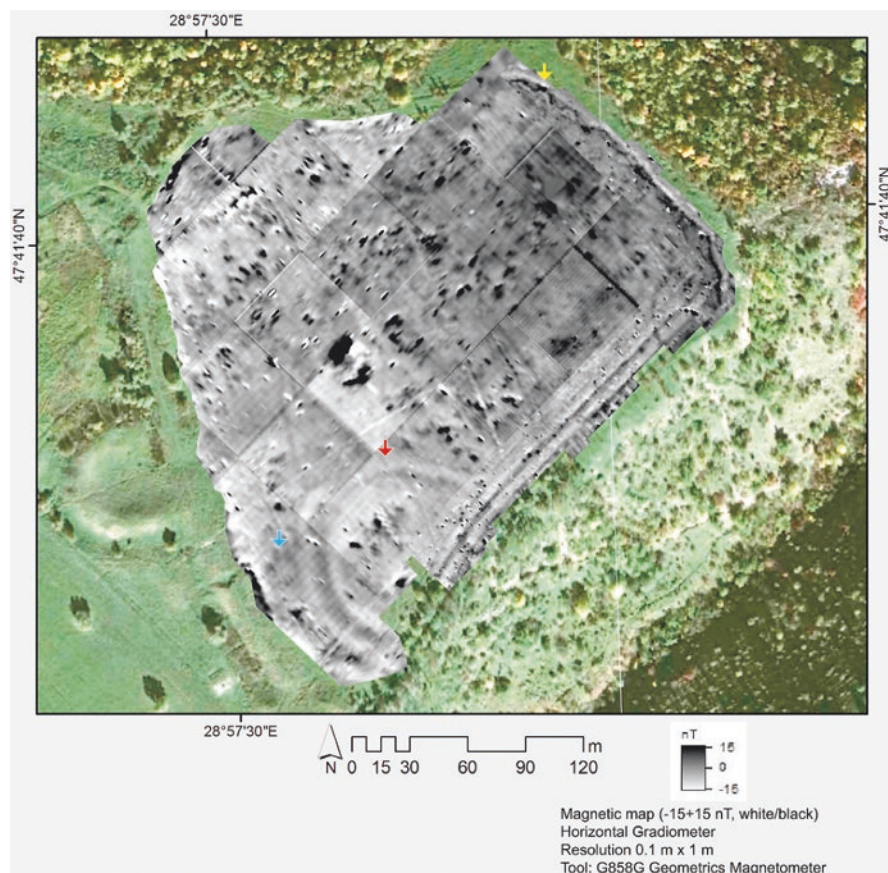 28°57'30"E
47°41'40"N
47°41'40"N
28°57'30"E
N
0 15 30 60 90 120 m
nT
15
0
-15
Magnetic map (-15+15 nT, white/black)
Horizontal Gradiometer
Resolution 0.1 m x 1 m
Tool: G858G Geometrics Magnetometer